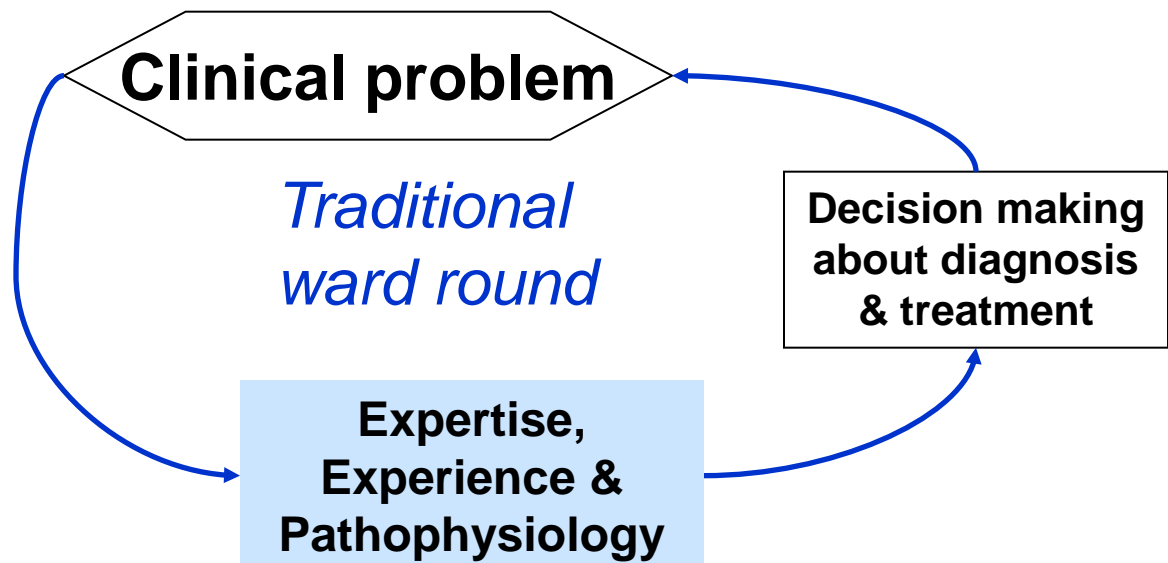 Clinical problem
Traditional
ward round
Decision making
about diagnosis
& treatment
Expertise,
Experience &
Pathophysiology